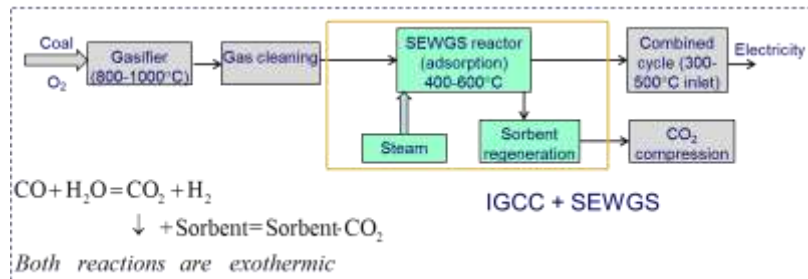 Coal
O₂
Gasifier
(800-1000°C)
Gas cleaning
SEWGS reactor
(adsorption)
400-600°C
Combined
cycle (300-
500°C inlet)
Electricity
Steam
Sorbent
regeneration
CO₂
compression
CO+H₂O=CO₂+H₂
↓ +Sorbent=Sorbent·CO₂
Both reactions are exothermic
IGCC + SEWGS